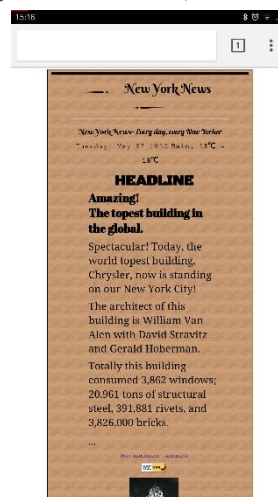 15:16
1
New York News
New York News- Every day, every New Yorker
Tuesday, May 27 1930 Rain, 18℃ -
18℃
HEADLINE
Amazing!
The topest building in
the global.
Spectacular! Today, the
world topest building,
Chrysler, now is standing
on our New York City!
The architect of this
building is William Van
Alen with David Stravitz
and Gerald Hoberman.
Totally this building
consumed 3,862 windows;
20,961 tons of structural
steel, 391,881 rivets, and
3,826,000 bricks.
...
W3C